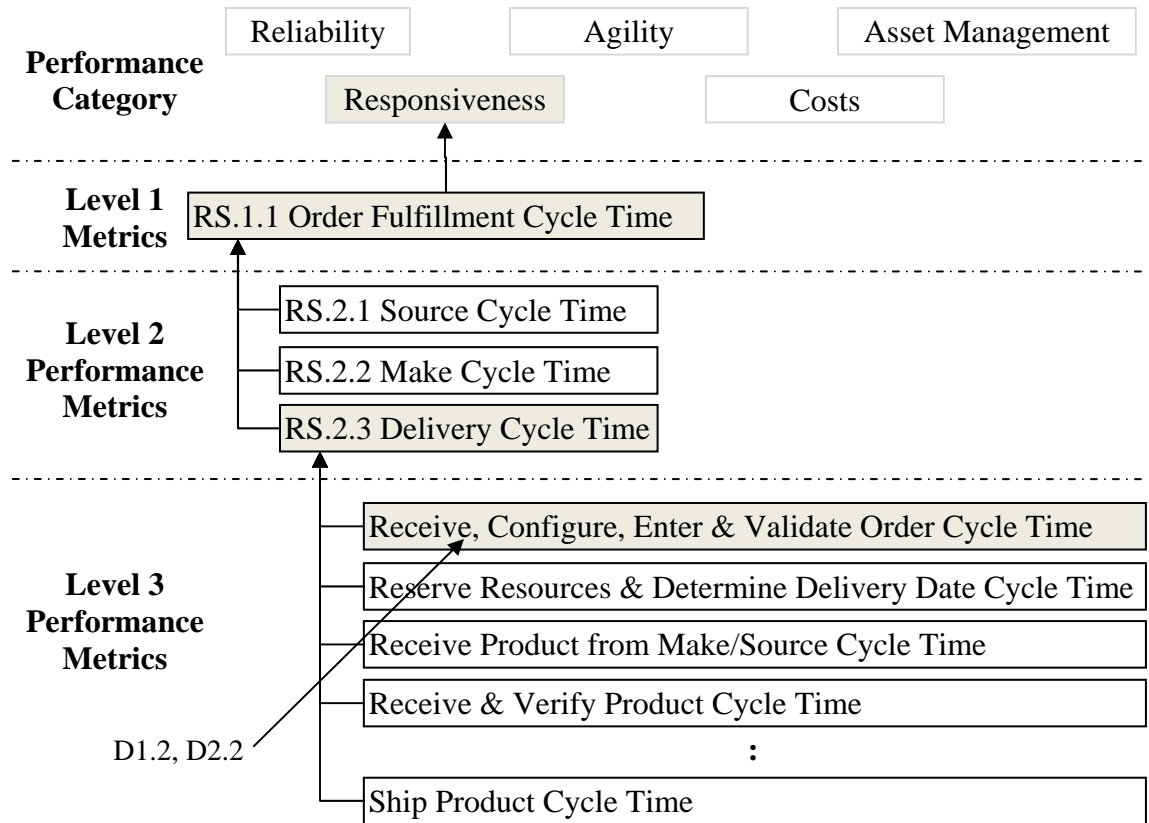 Reliability
Agility
Asset Management
Performance
Category
Responsiveness
Costs
Level 1
Metrics
RS.1.1 Order Fulfillment Cycle Time
Level 2
Performance
Metrics
RS.2.1 Source Cycle Time
RS.2.2 Make Cycle Time
RS.2.3 Delivery Cycle Time
Level 3
Performance
Metrics
Receive, Configure, Enter & Validate Order Cycle Time
Reserve Resources & Determine Delivery Date Cycle Time
Receive Product from Make/Source Cycle Time
Receive & Verify Product Cycle Time
D1.2, D2.2
:
Ship Product Cycle Time